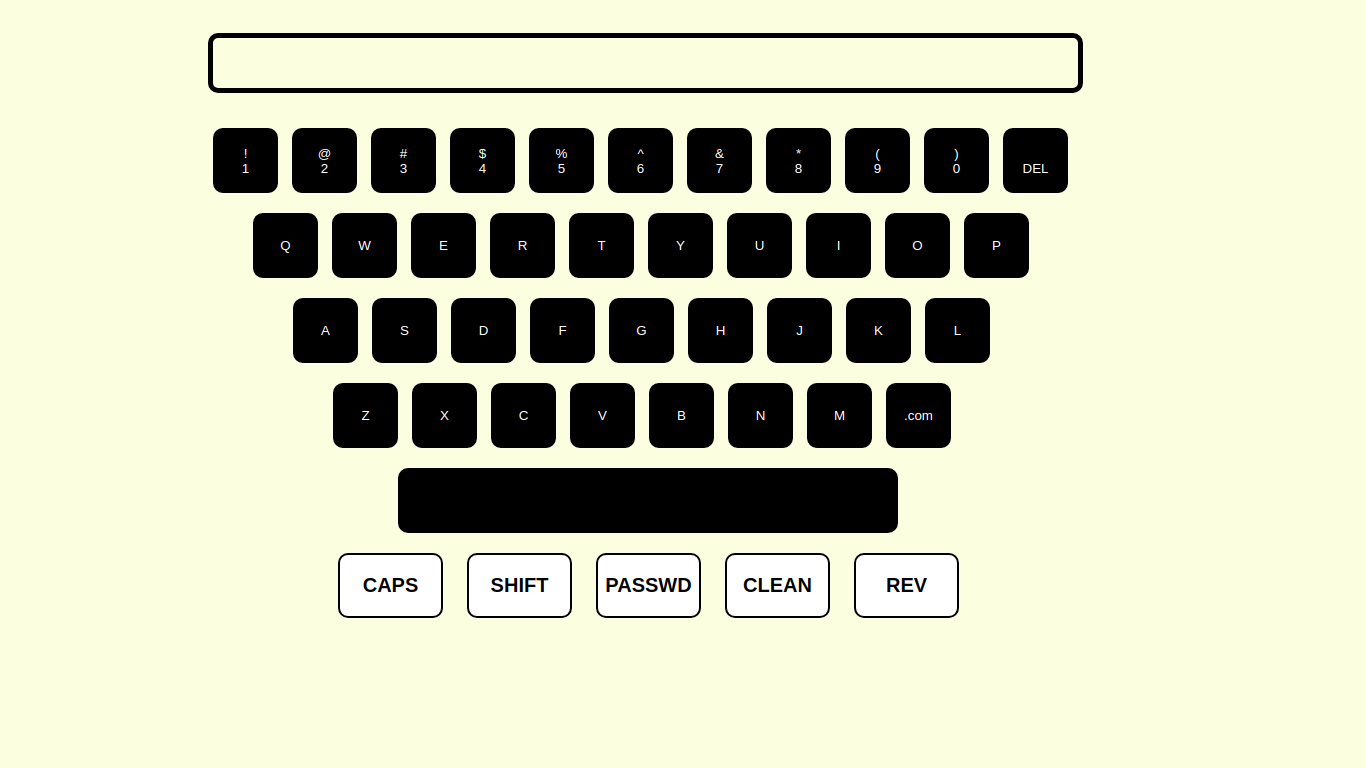 ! @ # $ % ^ & * ( )
1 2 3 4 5 6 7 8 9 0 DEL
Q W E R T Y U I O P
A S D F G H J K L
Z X C V B N M .com
CAPS SHIFT PASSWD CLEAN REV